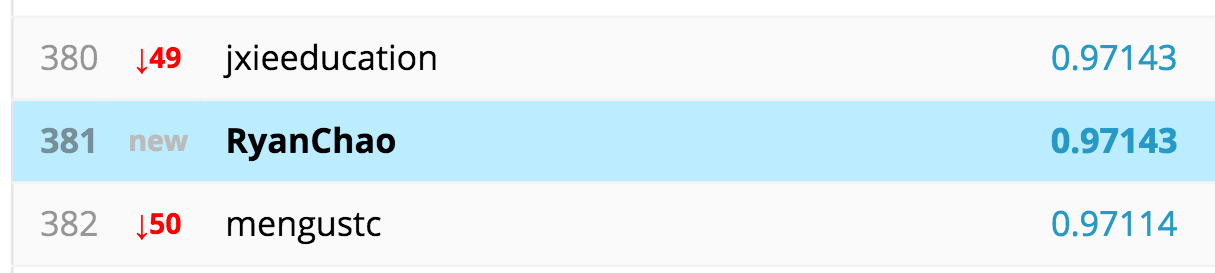 380 ↓49 jxieeducation 0.97143
381 new RyanChao 0.97143
382 ↓50 mengustc 0.97114